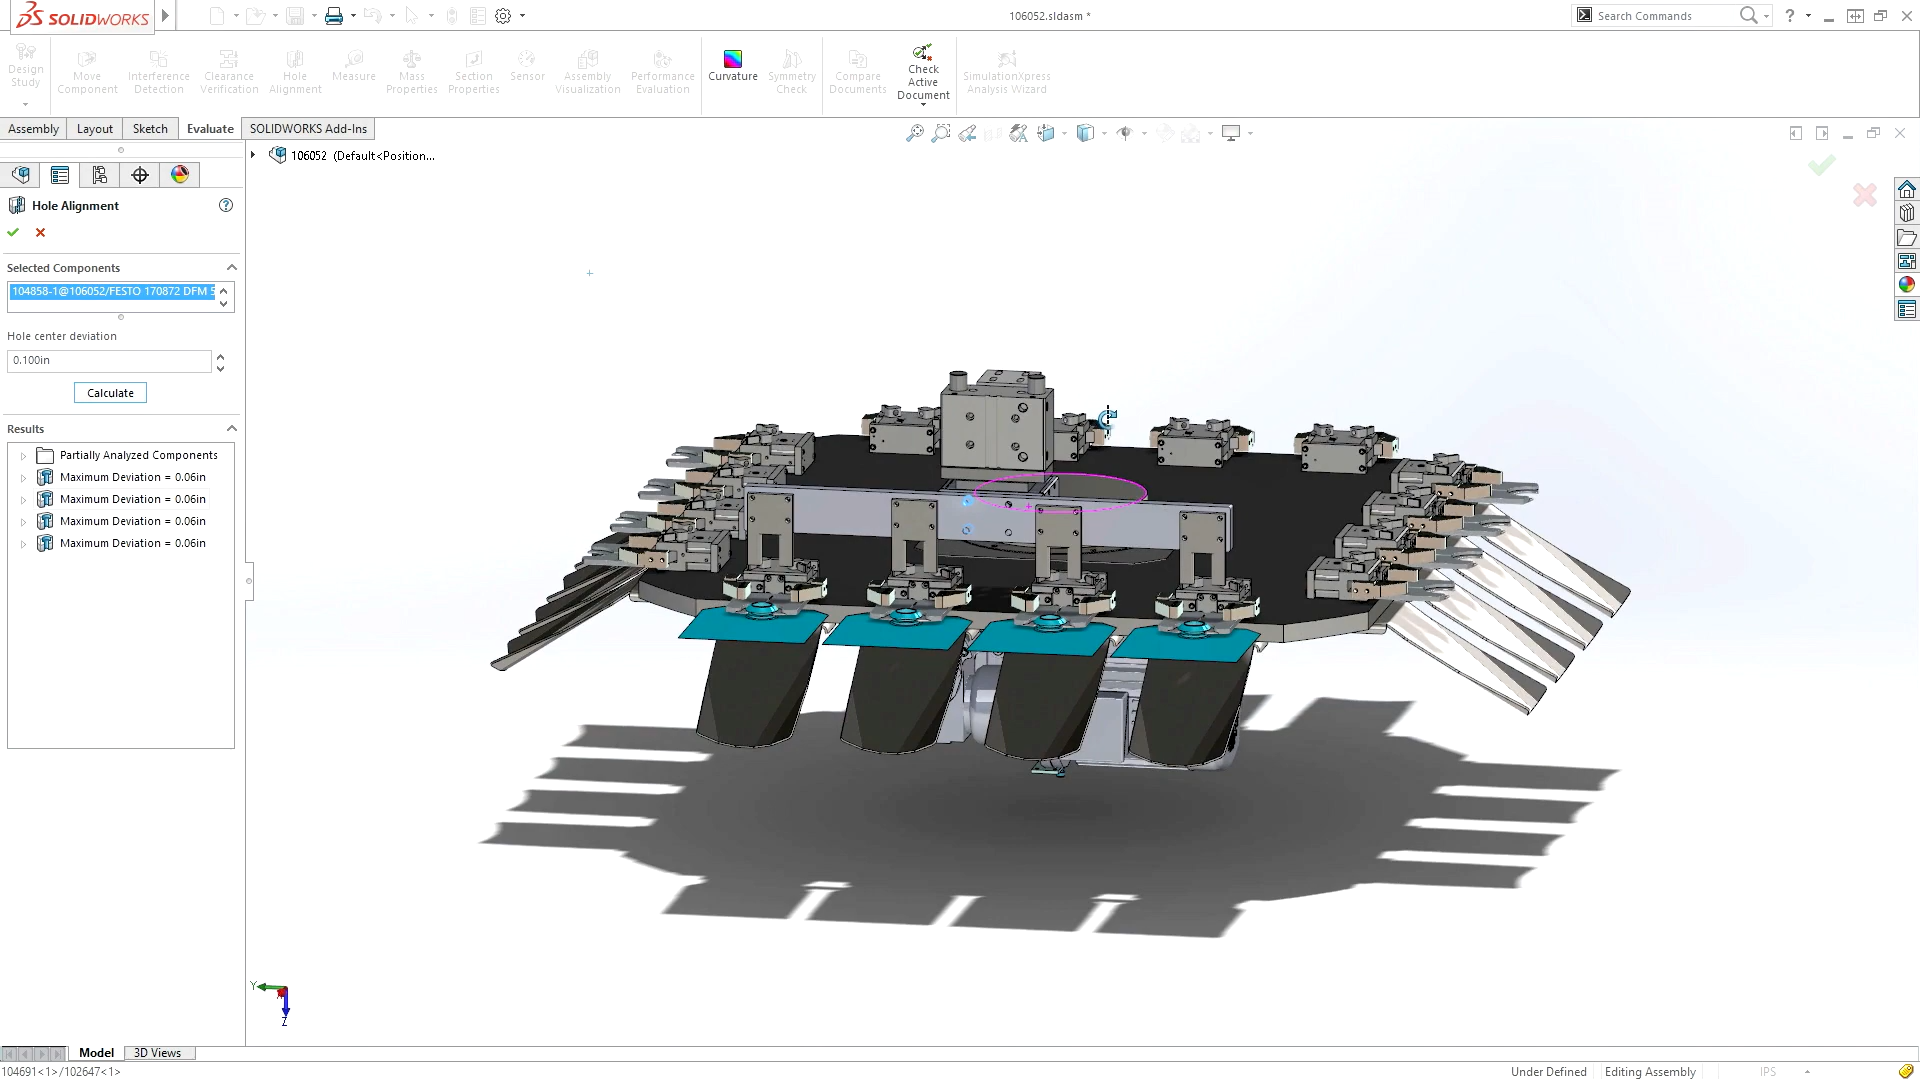 SOLIDWORKS
106052.sldasm *
Search Commands
?
Design
Study
Move
Component
Interference
Detection
Clearance
Verification
Hole
Alignment
Measure
Mass
Properties
Section
Properties
Sensor
Assembly
Visualization
Performance
Evaluation
Curvature
Symmetry
Check
Compare
Documents
Check
Active
Document
SimulationXpress
Analysis Wizard
Assembly
Layout
Sketch
Evaluate
SOLIDWORKS Add-Ins
106052 (Default<Position...
Hole Alignment
?
Selected Components
104858-1@106052/FESTO 170872 DFM 5
Hole center deviation
0.100in
Calculate
Results
Partially Analyzed Components
Maximum Deviation = 0.06in
Maximum Deviation = 0.06in
Maximum Deviation = 0.06in
Maximum Deviation = 0.06in
Y
Z
Model
3D Views
104691<1>/102647<1>
Under Defined
Editing Assembly
IPS